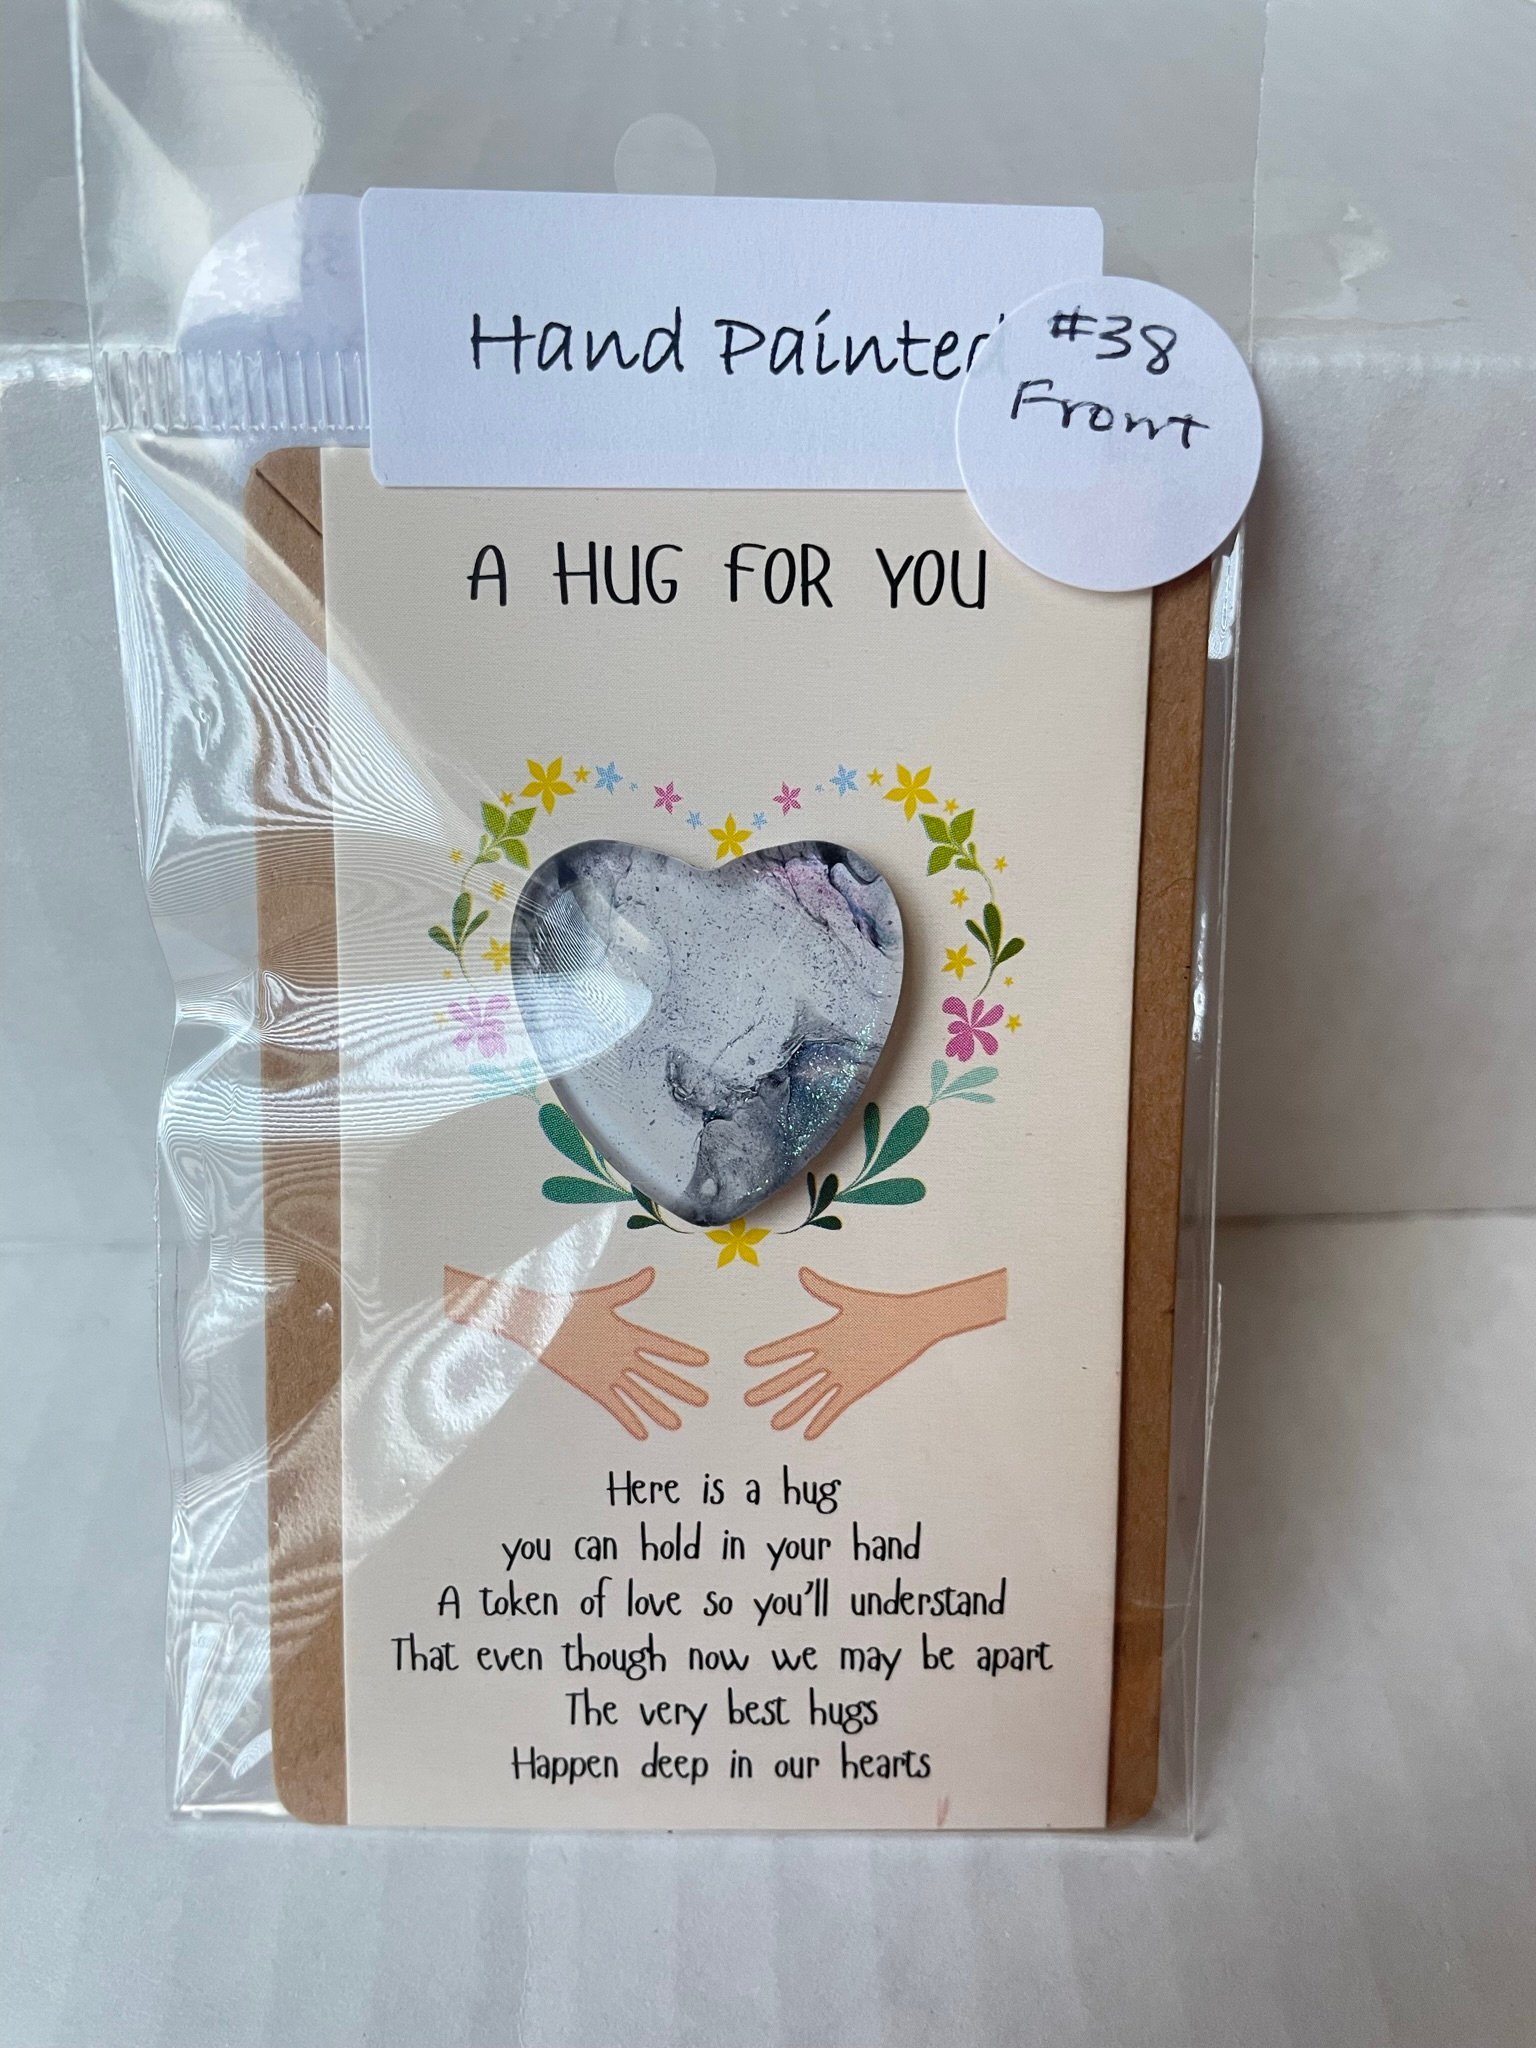 Hand Painted
#38
Front
A HUG FOR YOU
Here is a hug
you can hold in your hand
A token of love so you'll understand
That even though now we may be apart
The very best hugs
Happen deep in our hearts